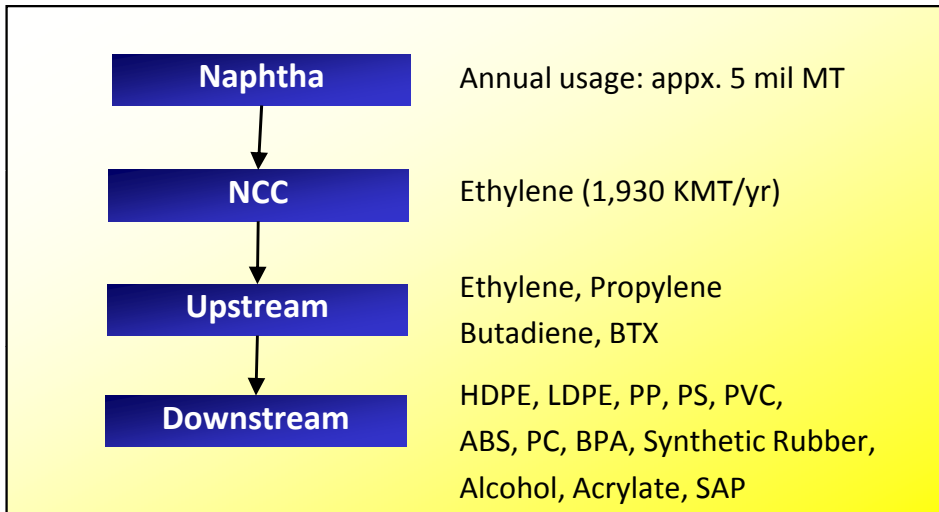 Naphtha
Annual usage: appx. 5 mil MT
NCC
Ethylene (1,930 KMT/yr)
Upstream
Ethylene, Propylene
Butadiene, BTX
Downstream
HDPE, LDPE, PP, PS, PVC,
ABS, PC, BPA, Synthetic Rubber,
Alcohol, Acrylate, SAP